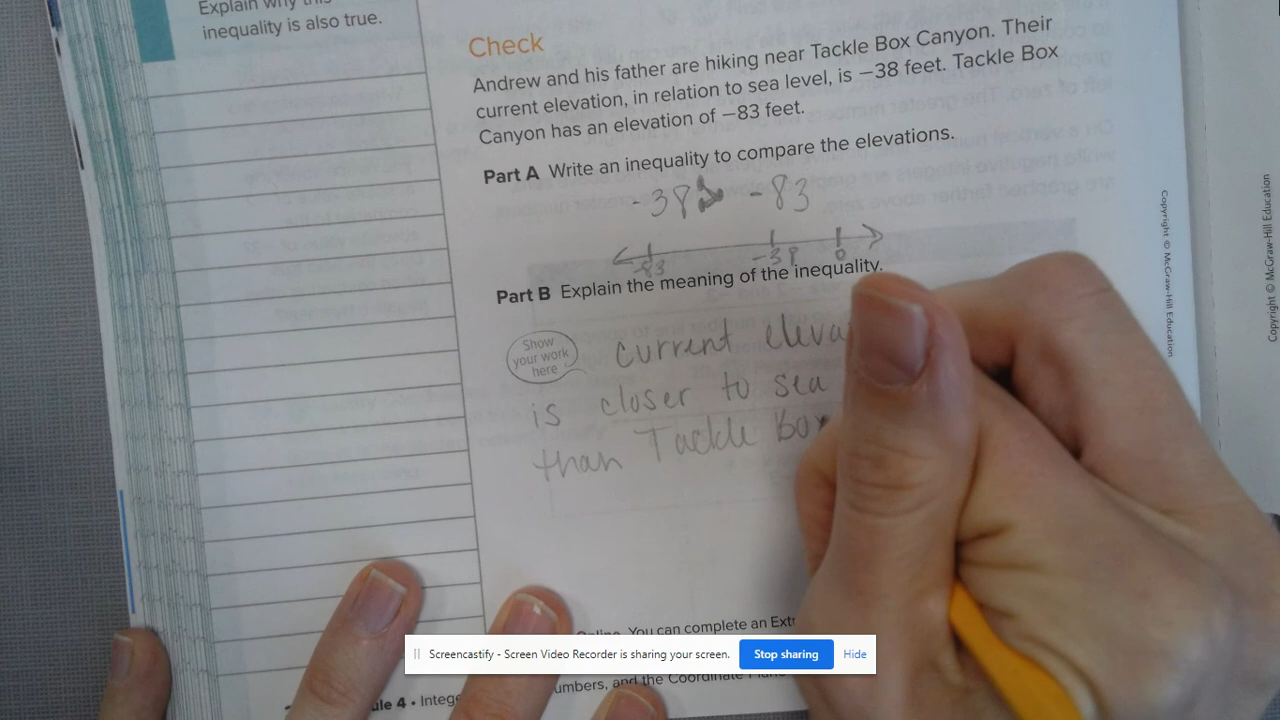 Explain why this
inequality is also true.
Check
Andrew and his father are hiking near Tackle Box Canyon. Their
current elevation, in relation to sea level, is −38 feet. Tackle Box
Canyon has an elevation of −83 feet.
Part A Write an inequality to compare the elevations.
-38 > -83
-83 -38 0
Part B Explain the meaning of the inequality.
Show
your work
here
current eleva
is closer to sea
than Tackle Box
Online You can complete an Extr
Screencastify - Screen Video Recorder is sharing your screen. Stop sharing Hide
ule 4 • Intege
umbers, and the Coordinate Plane
Copyright © McGraw-Hill Education
Copyright © McGraw-Hill Education